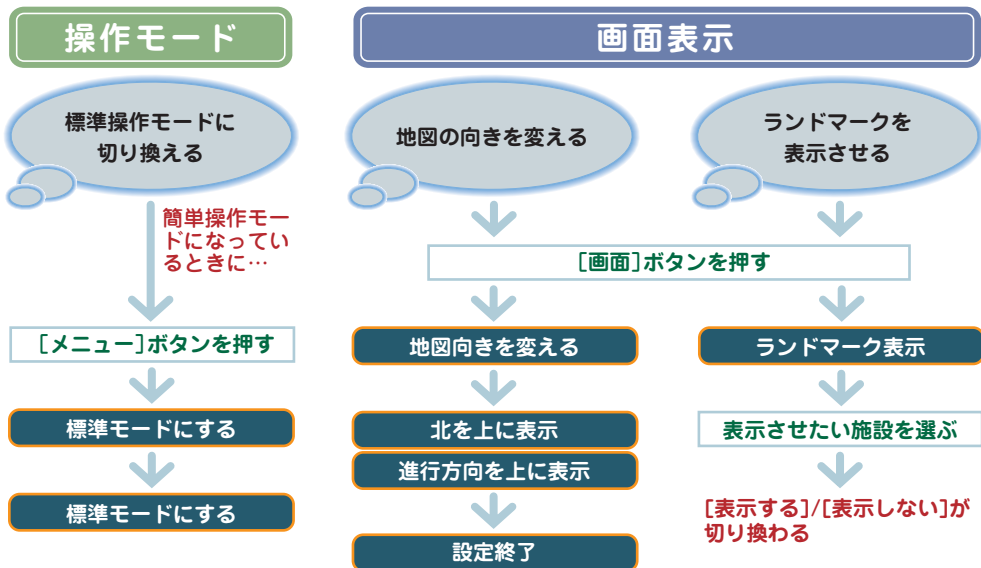 操作モード
標準操作モードに
切り換える
簡単操作モー
ドになってい
るときに…
[メニュー]ボタンを押す
標準モードにする
標準モードにする
画面表示
地図の向きを変える
ランドマークを
表示させる
[画面]ボタンを押す
地図向きを変える
北を上に表示
進行方向を上に表示
設定終了
ランドマーク表示
表示させたい施設を選ぶ
[表示する]/[表示しない]が
切り換わる